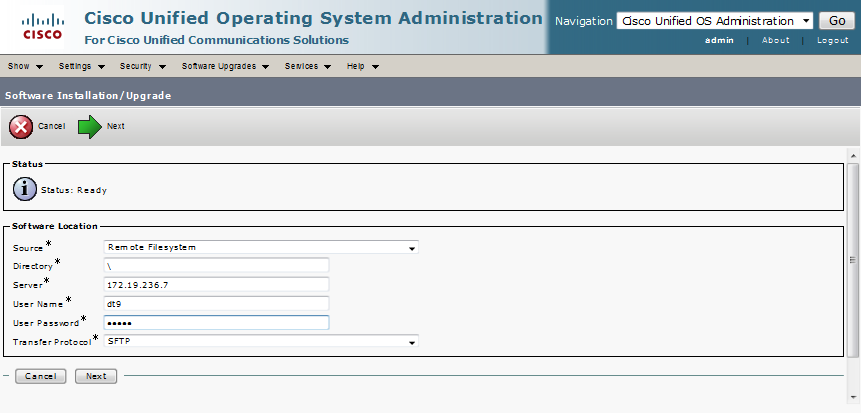 CISCO
Cisco Unified Operating System Administration
For Cisco Unified Communications Solutions
Navigation Cisco Unified OS Administration Go
admin | About | Logout
Show Settings Security Software Upgrades Services Help
Software Installation/Upgrade
Cancel Next
Status
Status: Ready
Software Location
Source* Remote Filesystem
Directory* \
Server* 172.19.236.7
User Name* dt9
User Password* •••••
Transfer Protocol* SFTP
Cancel Next